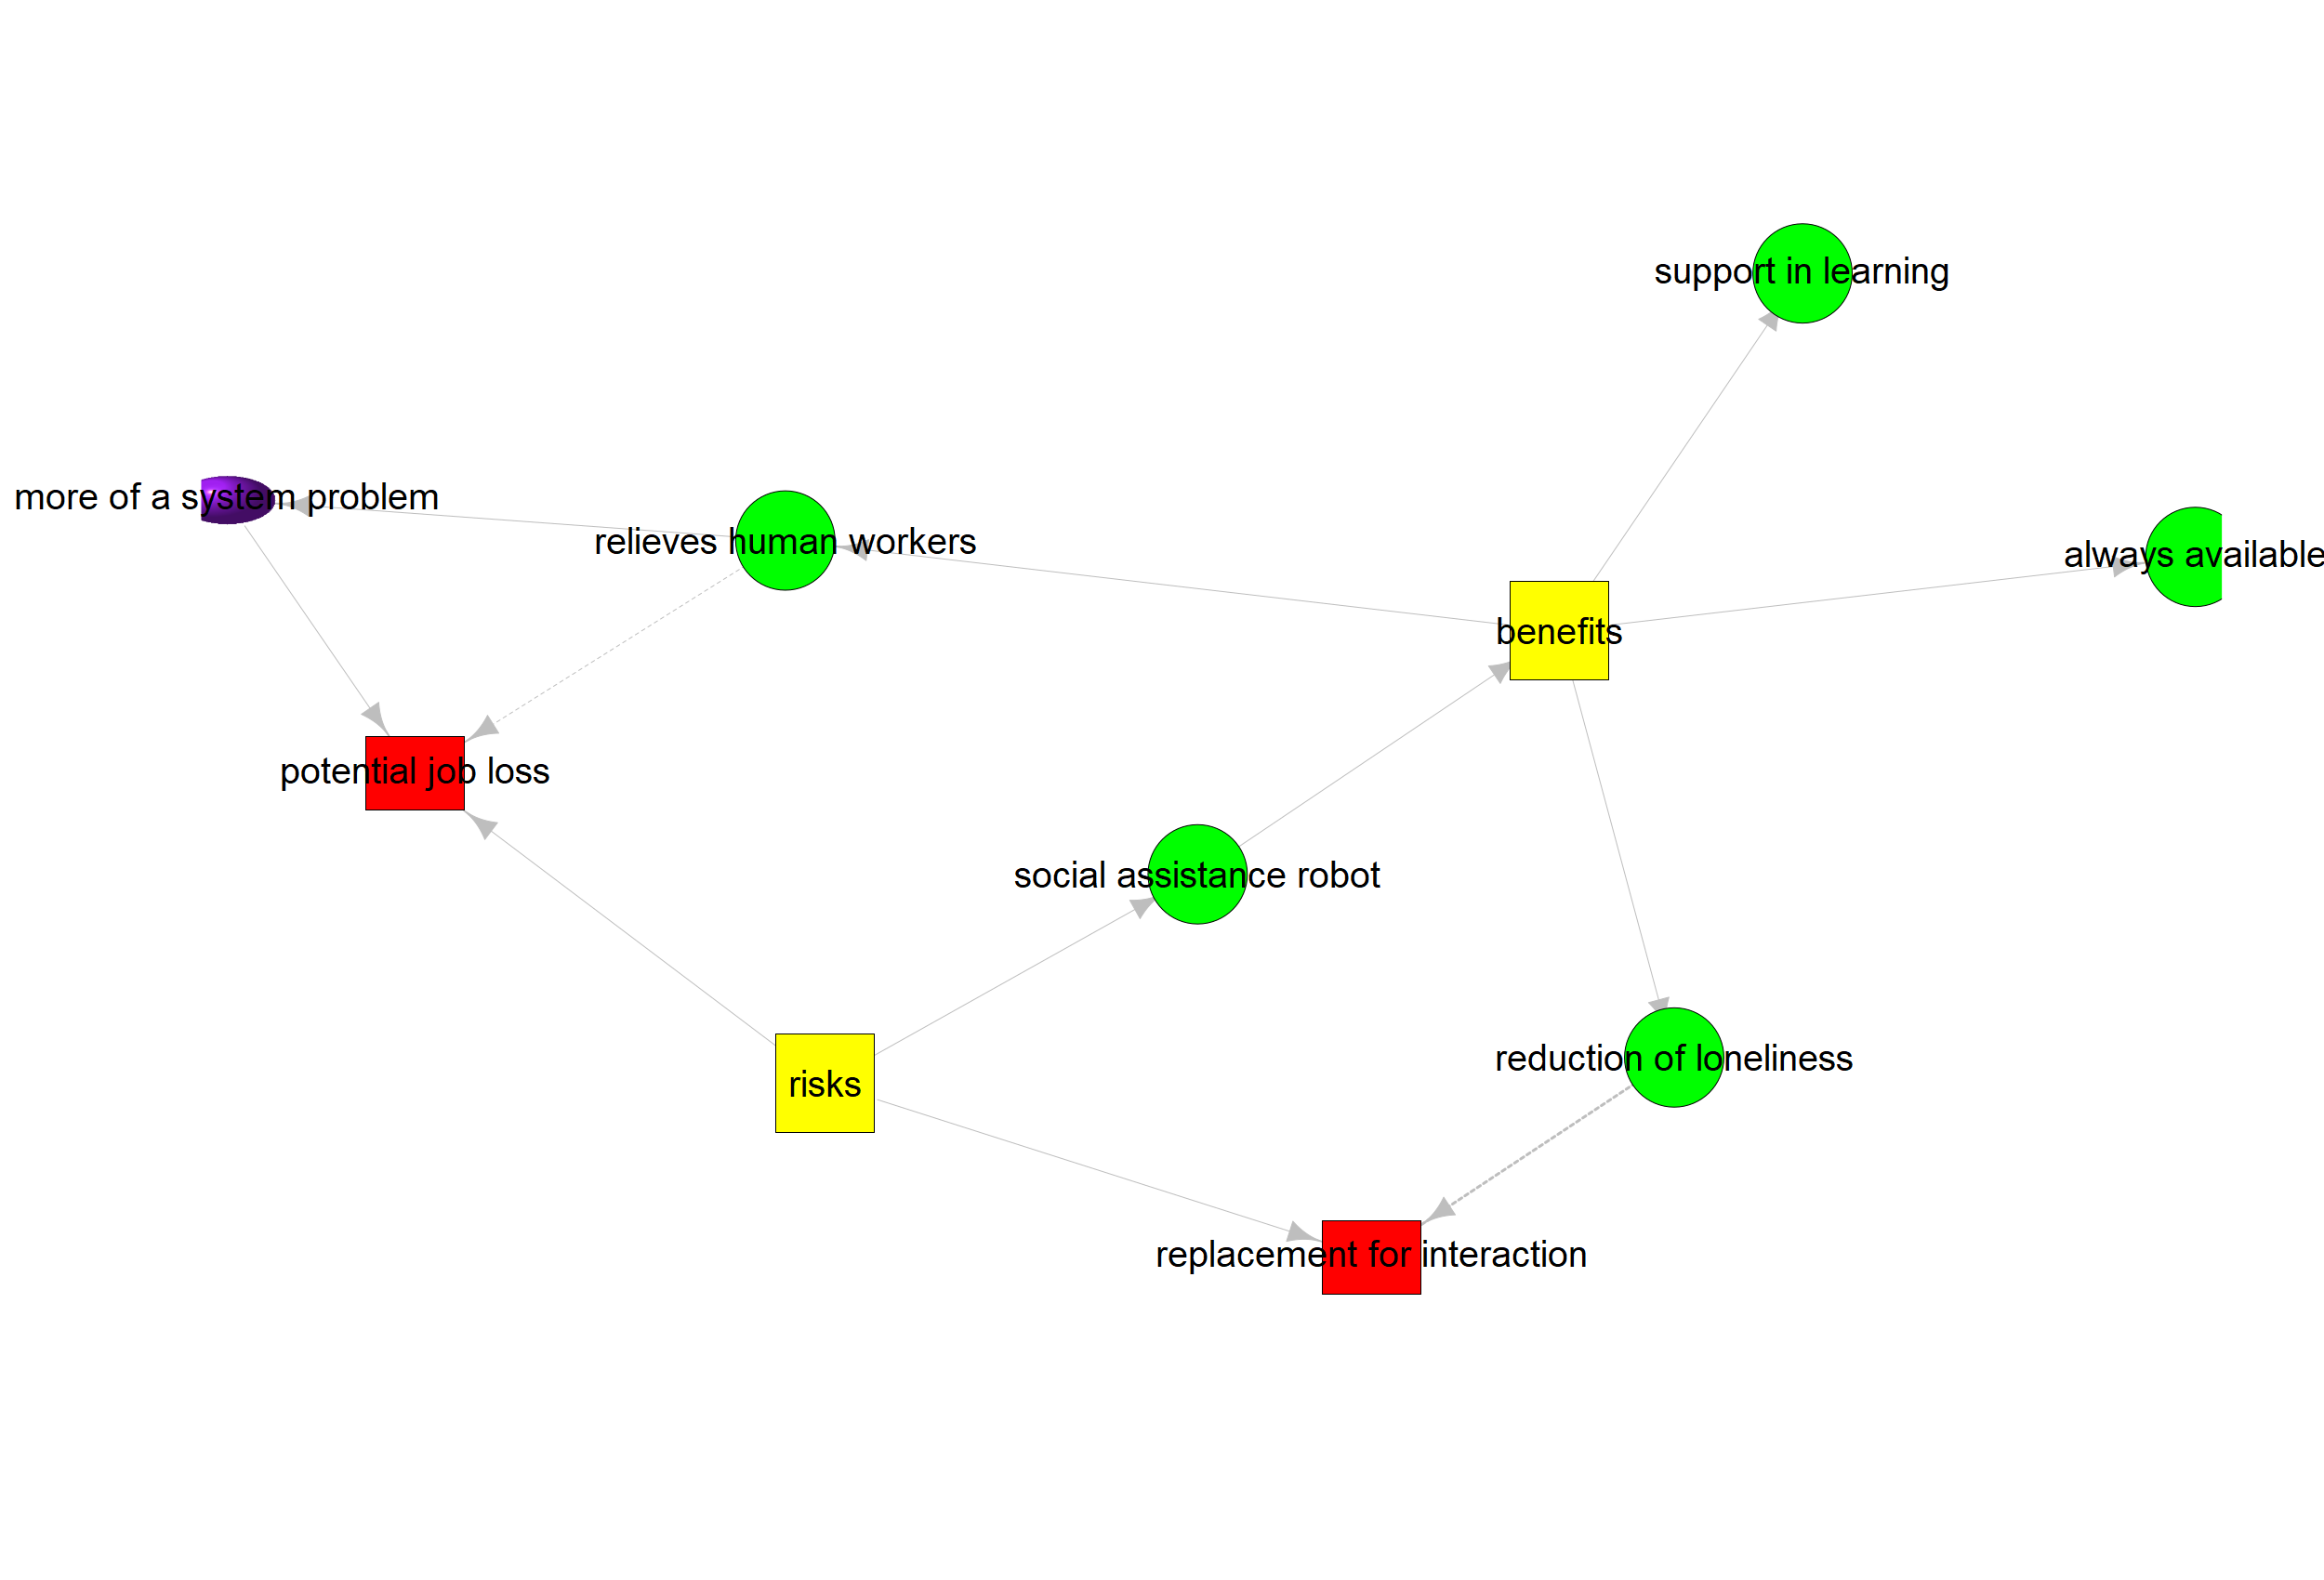 support in learning
more of a system problem
relieves human workers
always available
benefits
potential job loss
social assistance robot
reduction of loneliness
risks
replacement for interaction